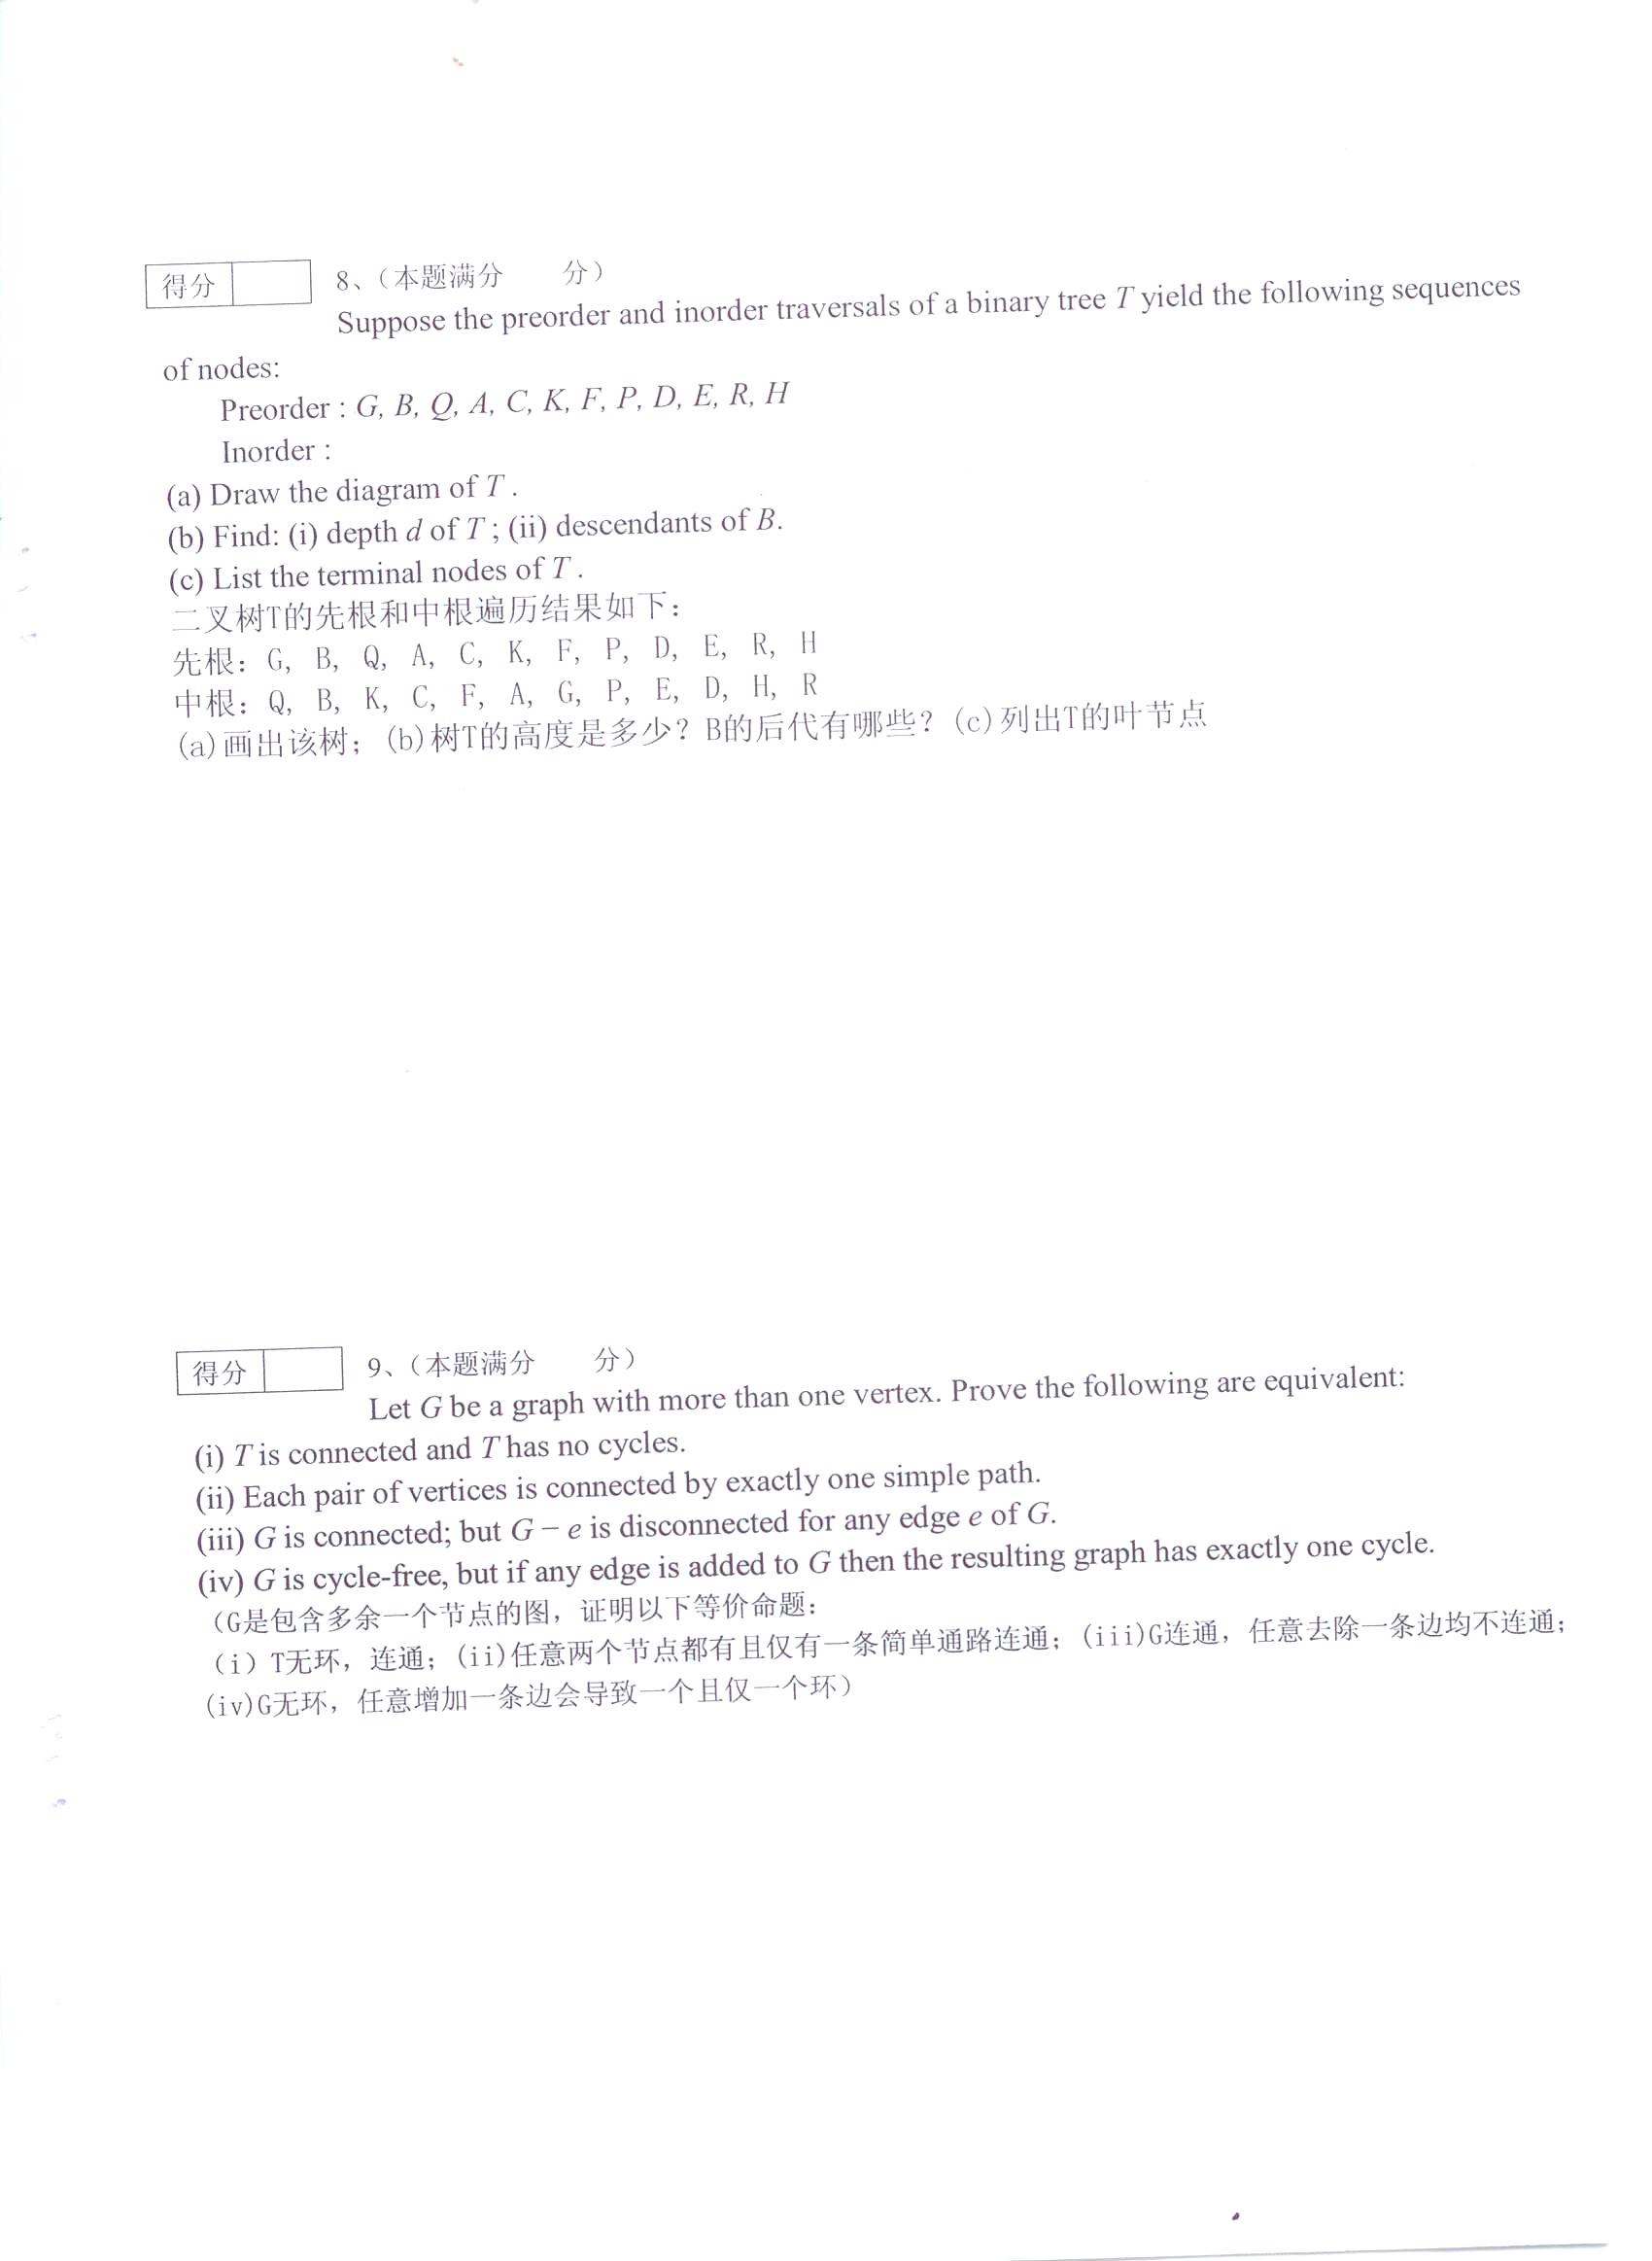 得分
8、（本题满分 分）
Suppose the preorder and inorder traversals of a binary tree T yield the following sequences
of nodes:
Preorder : G, B, Q, A, C, K, F, P, D, E, R, H
Inorder :
(a) Draw the diagram of T .
(b) Find: (i) depth d of T ; (ii) descendants of B.
(c) List the terminal nodes of T .
二叉树T的先根和中根遍历结果如下：
先根：G, B, Q, A, C, K, F, P, D, E, R, H
中根：Q, B, K, C, F, A, G, P, E, D, H, R
(a)画出该树；(b)树T的高度是多少？B的后代有哪些？(c)列出T的叶节点
得分
9、（本题满分 分）
Let G be a graph with more than one vertex. Prove the following are equivalent:
(i) T is connected and T has no cycles.
(ii) Each pair of vertices is connected by exactly one simple path.
(iii) G is connected; but G − e is disconnected for any edge e of G.
(iv) G is cycle-free, but if any edge is added to G then the resulting graph has exactly one cycle.
（G是包含多余一个节点的图，证明以下等价命题：
（i）T无环，连通；(ii)任意两个节点都有且仅有一条简单通路连通；(iii)G连通，任意去除一条边均不连通；
(iv)G无环，任意增加一条边会导致一个且仅一个环）